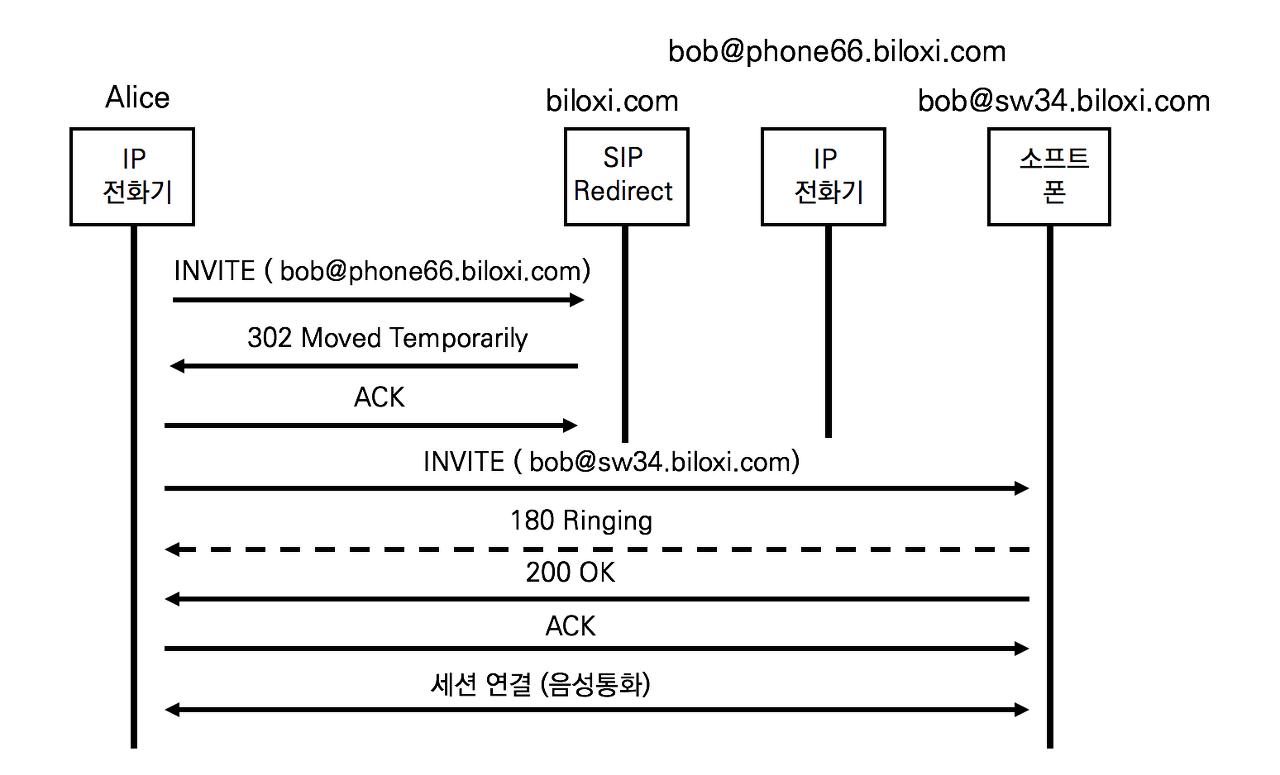 bob@phone66.biloxi.com
Alice
biloxi.com
bob@sw34.biloxi.com
IP
전화기
SIP
Redirect
IP
전화기
소프트
폰
INVITE ( bob@phone66.biloxi.com)
302 Moved Temporarily
ACK
INVITE ( bob@sw34.biloxi.com)
180 Ringing
200 OK
ACK
세션 연결 (음성통화)